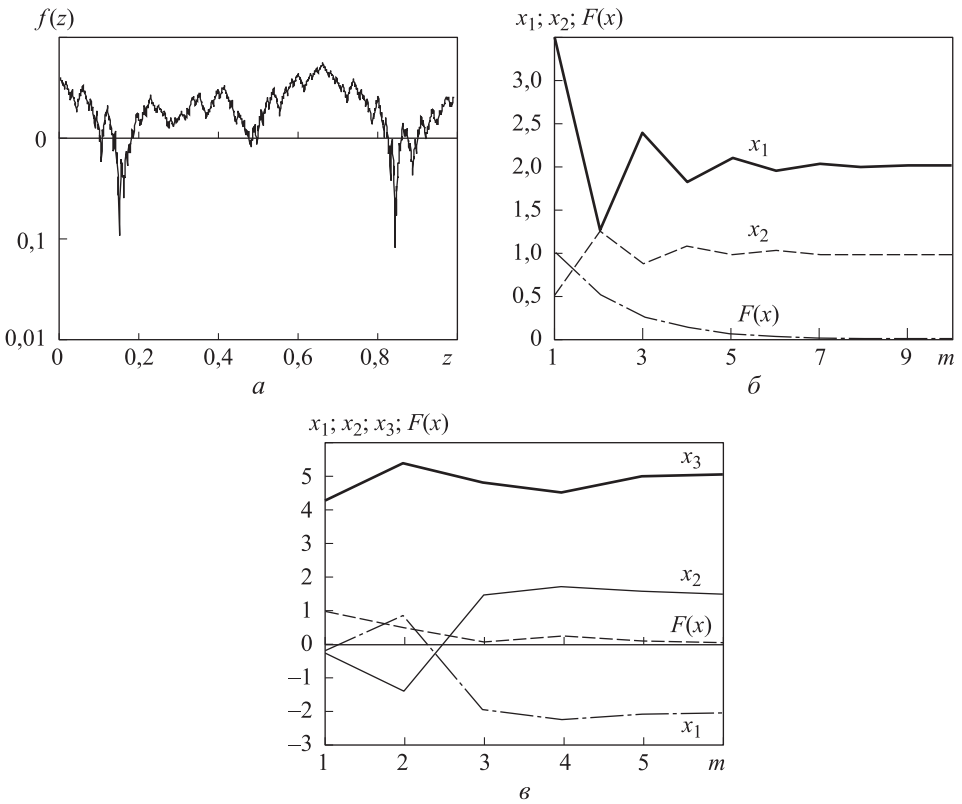 f(z)
0
0,1
0,01
0 0,2 0,4 0,6 0,8 z
а
x₁; x₂; F(x)
3,0
2,5
2,0
1,5
1,0
0,5
0
x₁
x₂
F(x)
1 3 5 7 9 m
б
x₁; x₂; x₃; F(x)
5
4
3
2
1
0
–1
–2
–3
x₃
x₂
F(x)
x₁
1 2 3 4 5 m
в